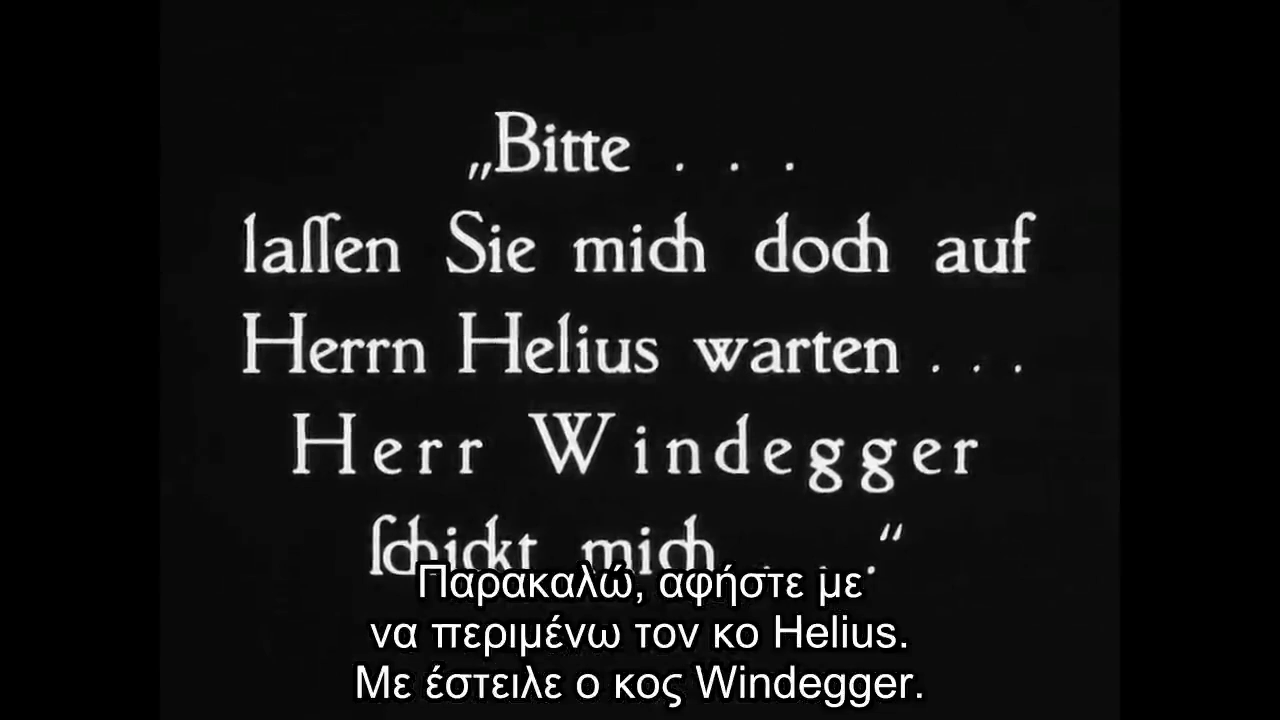 „Bitte . . .
laſſen Sie mich doch auf
Herrn Helius warten . . .
Herr Windegger
ſchickt mich . . .“
Παρακαλώ, αφήστε με
να περιμένω τον κο Helius.
Με έστειλε ο κος Windegger.